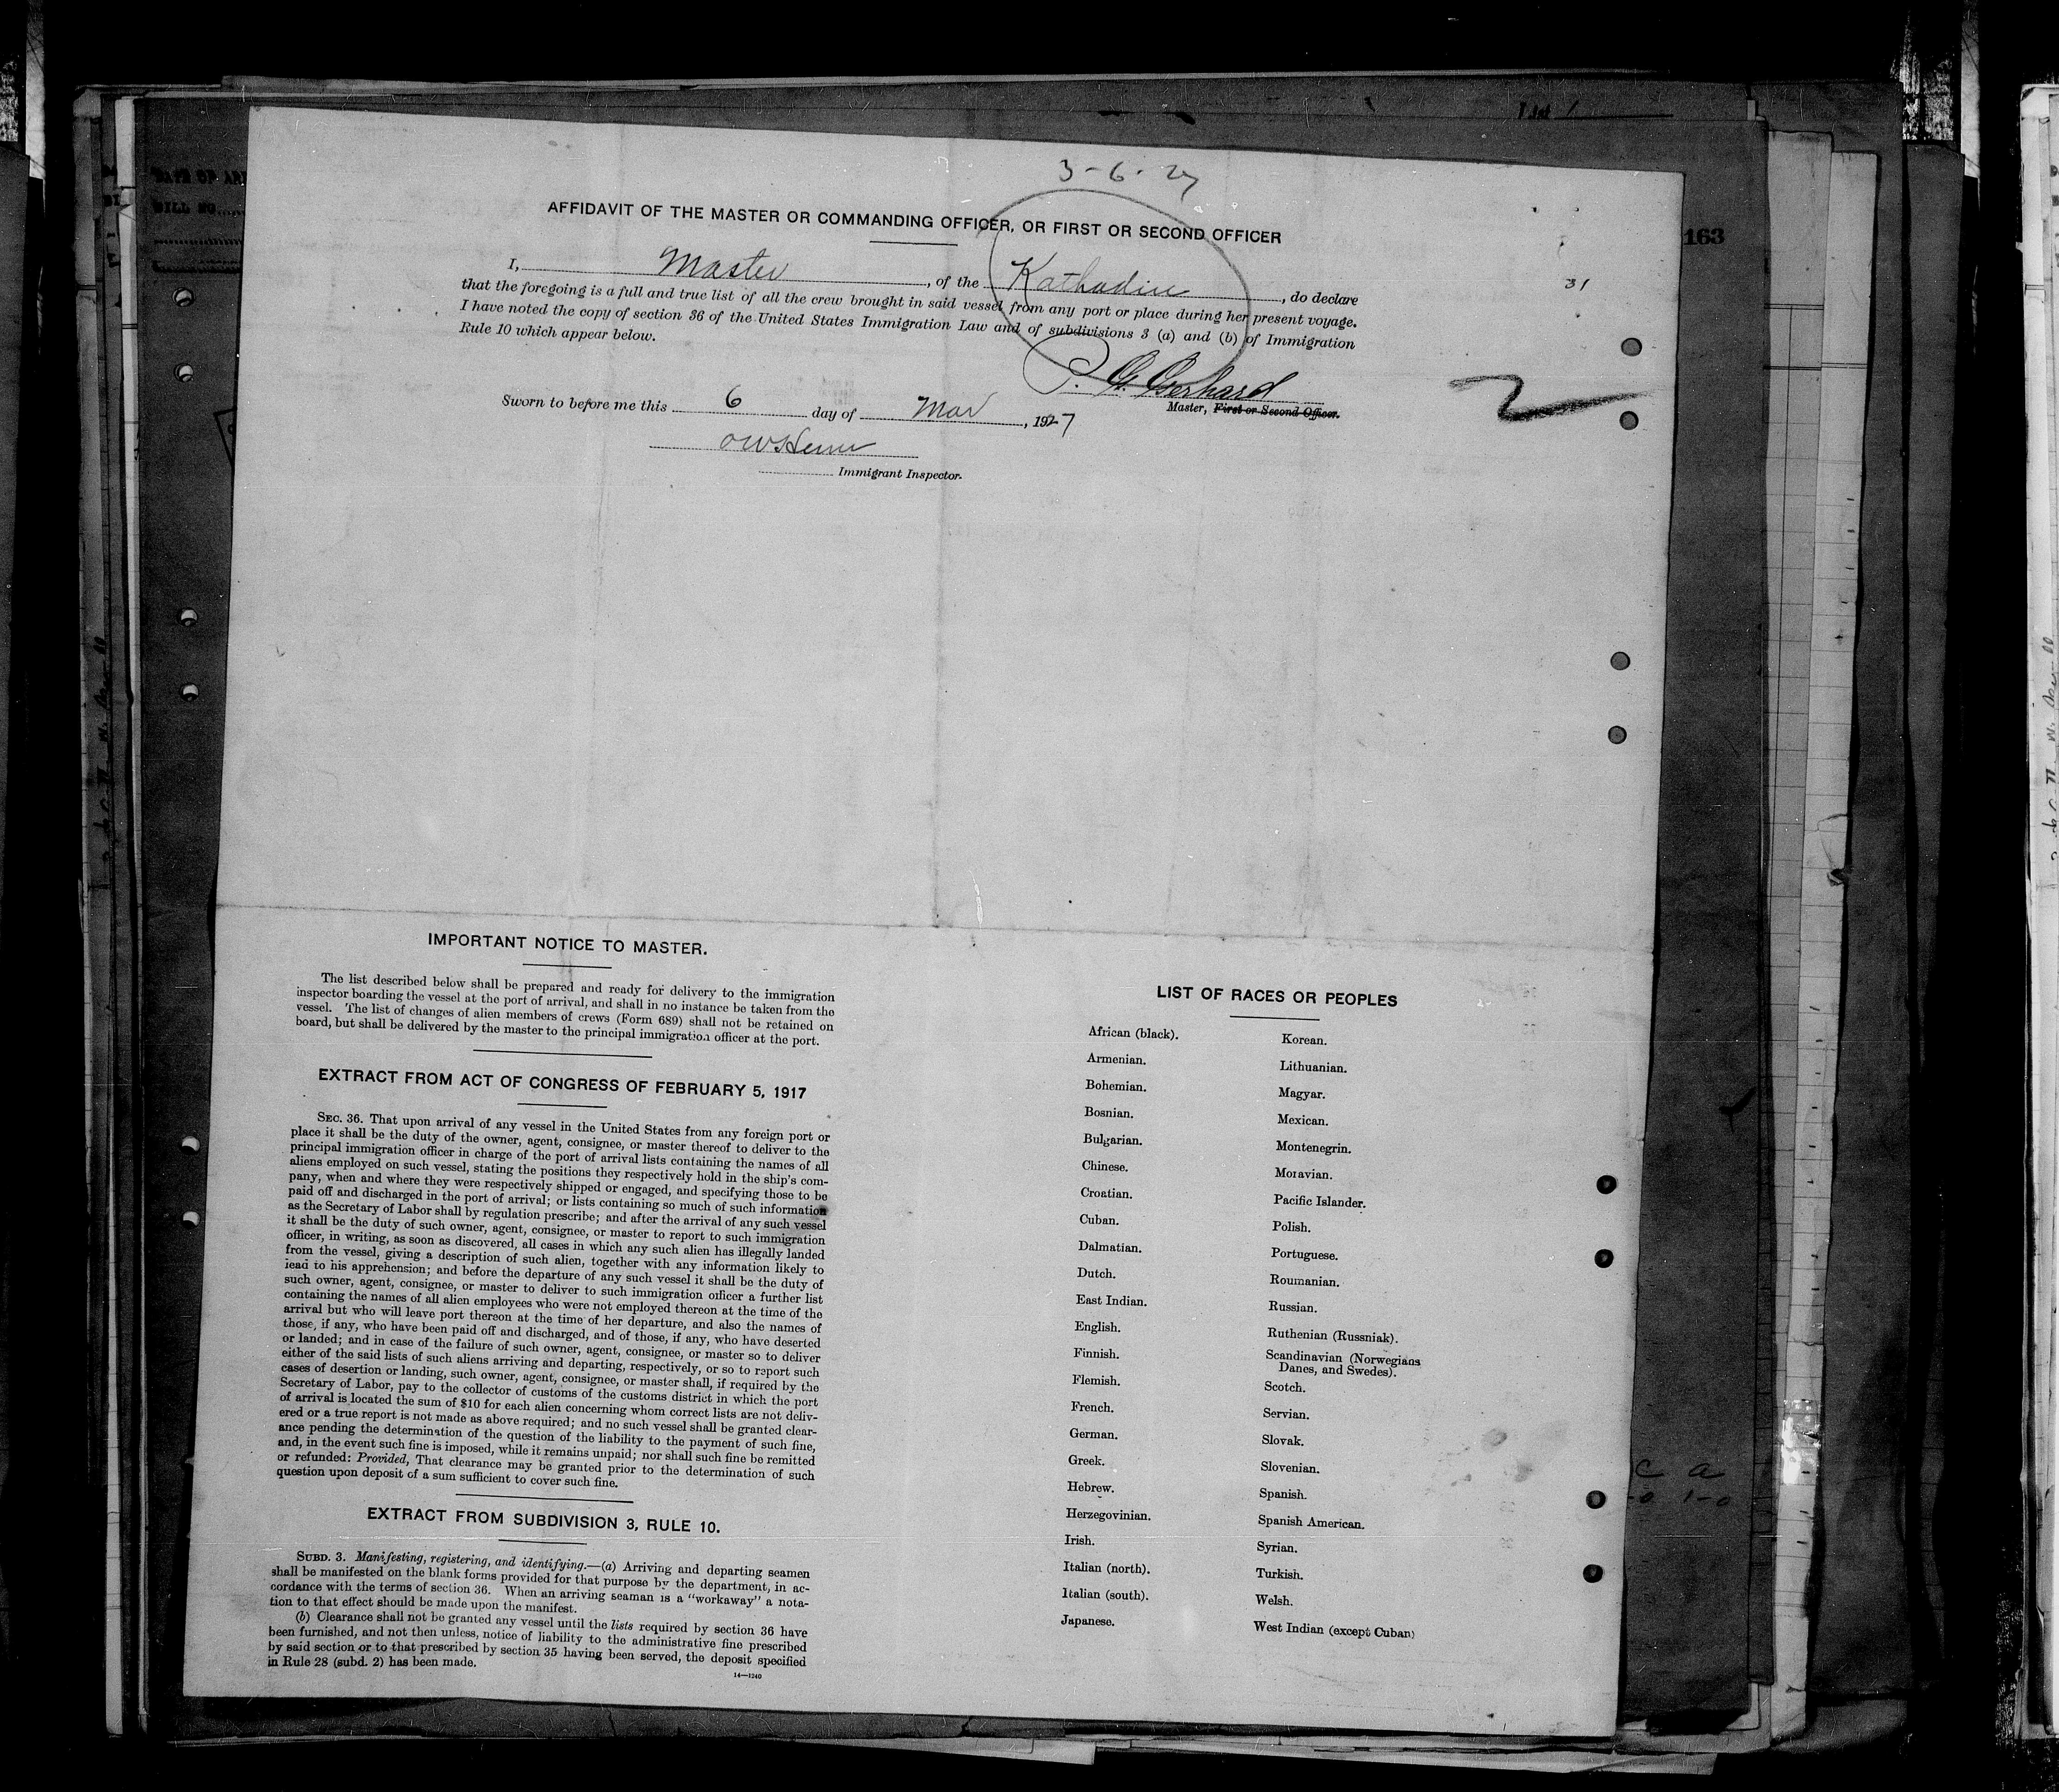 3-6-27
AFFIDAVIT OF THE MASTER OR COMMANDING OFFICER, OR FIRST OR SECOND OFFICER
I, Master, of the Kathadin, do declare
that the foregoing is a full and true list of all the crew brought in said vessel from any port or place during her present voyage.
I have noted the copy of section 36 of the United States Immigration Law and of subdivisions 3 (a) and (b) of Immigration
Rule 10 which appear below.
P. G. Gerhard
Master, First or Second Officer.
Sworn to before me this 6 day of Mar, 1927
Immigrant Inspector.
163
31
2
IMPORTANT NOTICE TO MASTER.
The list described below shall be prepared and ready for delivery to the immigration
inspector boarding the vessel at the port of arrival, and shall in no instance be taken from the
vessel. The list of changes of alien members of crews (Form 689) shall not be retained on
board, but shall be delivered by the master to the principal immigration officer at the port.
EXTRACT FROM ACT OF CONGRESS OF FEBRUARY 5, 1917
SEC. 36. That upon arrival of any vessel in the United States from any foreign port or
place it shall be the duty of the owner, agent, consignee, or master thereof to deliver to the
principal immigration officer in charge of the port of arrival lists containing the names of all
aliens employed on such vessel, stating the positions they respectively hold in the ship's com-
pany, when and where they were respectively shipped or engaged, and specifying those to be
paid off and discharged in the port of arrival; or lists containing so much of such information
as the Secretary of Labor shall by regulation prescribe; and after the arrival of any such vessel
it shall be the duty of such owner, agent, consignee, or master to report to such immigration
officer, in writing, as soon as discovered, all cases in which any such alien has illegally landed
from the vessel, giving a description of such alien, together with any information likely to
lead to his apprehension; and before the departure of any such vessel it shall be the duty of
such owner, agent, consignee, or master to deliver to such immigration officer a further list
containing the names of all alien employees who were not employed thereon at the time of the
arrival but who will leave port thereon at the time of her departure, and also the names of
those, if any, who have been paid off and discharged, and of those, if any, who have deserted
or landed; and in case of the failure of such owner, agent, consignee, or master so to deliver
either of the said lists of such aliens arriving and departing, respectively, or so to report such
cases of desertion or landing, such owner, agent, consignee, or master shall, if required by the
Secretary of Labor, pay to the collector of customs of the customs district in which the port
of arrival is located the sum of $10 for each alien concerning whom correct lists are not deliv-
ered or a true report is not made as above required; and no such vessel shall be granted clear-
ance pending the determination of the question of the liability to the payment of such fine,
and, in the event such fine is imposed, while it remains unpaid; nor shall such fine be remitted
or refunded: Provided, That clearance may be granted prior to the determination of such
question upon deposit of a sum sufficient to cover such fine.
EXTRACT FROM SUBDIVISION 3, RULE 10.
SUBD. 3. Manifesting, registering, and identifying.—(a) Arriving and departing seamen
shall be manifested on the blank forms provided for that purpose by the department, in ac-
cordance with the terms of section 36. When an arriving seaman is a "workaway" a nota-
tion to that effect should be made upon the manifest.
(b) Clearance shall not be granted any vessel until the lists required by section 36 have
been furnished, and not then unless, notice of liability to the administrative fine prescribed
by said section or to that prescribed by section 35 having been served, the deposit specified
in Rule 28 (subd. 2) has been made.
14—1240
LIST OF RACES OR PEOPLES
African (black).
Armenian.
Bohemian.
Bosnian.
Bulgarian.
Chinese.
Croatian.
Cuban.
Dalmatian.
Dutch.
East Indian.
English.
Finnish.
Flemish.
French.
German.
Greek.
Hebrew.
Herzegovinian.
Irish.
Italian (north).
Italian (south).
Japanese.
Korean.
Lithuanian.
Magyar.
Mexican.
Montenegrin.
Moravian.
Pacific Islander.
Polish.
Portuguese.
Roumanian.
Russian.
Ruthenian (Russniak).
Scandinavian (Norwegians
Danes, and Swedes).
Scotch.
Servian.
Slovak.
Slovenian.
Spanish.
Spanish American.
Syrian.
Turkish.
Welsh.
West Indian (except Cuban)